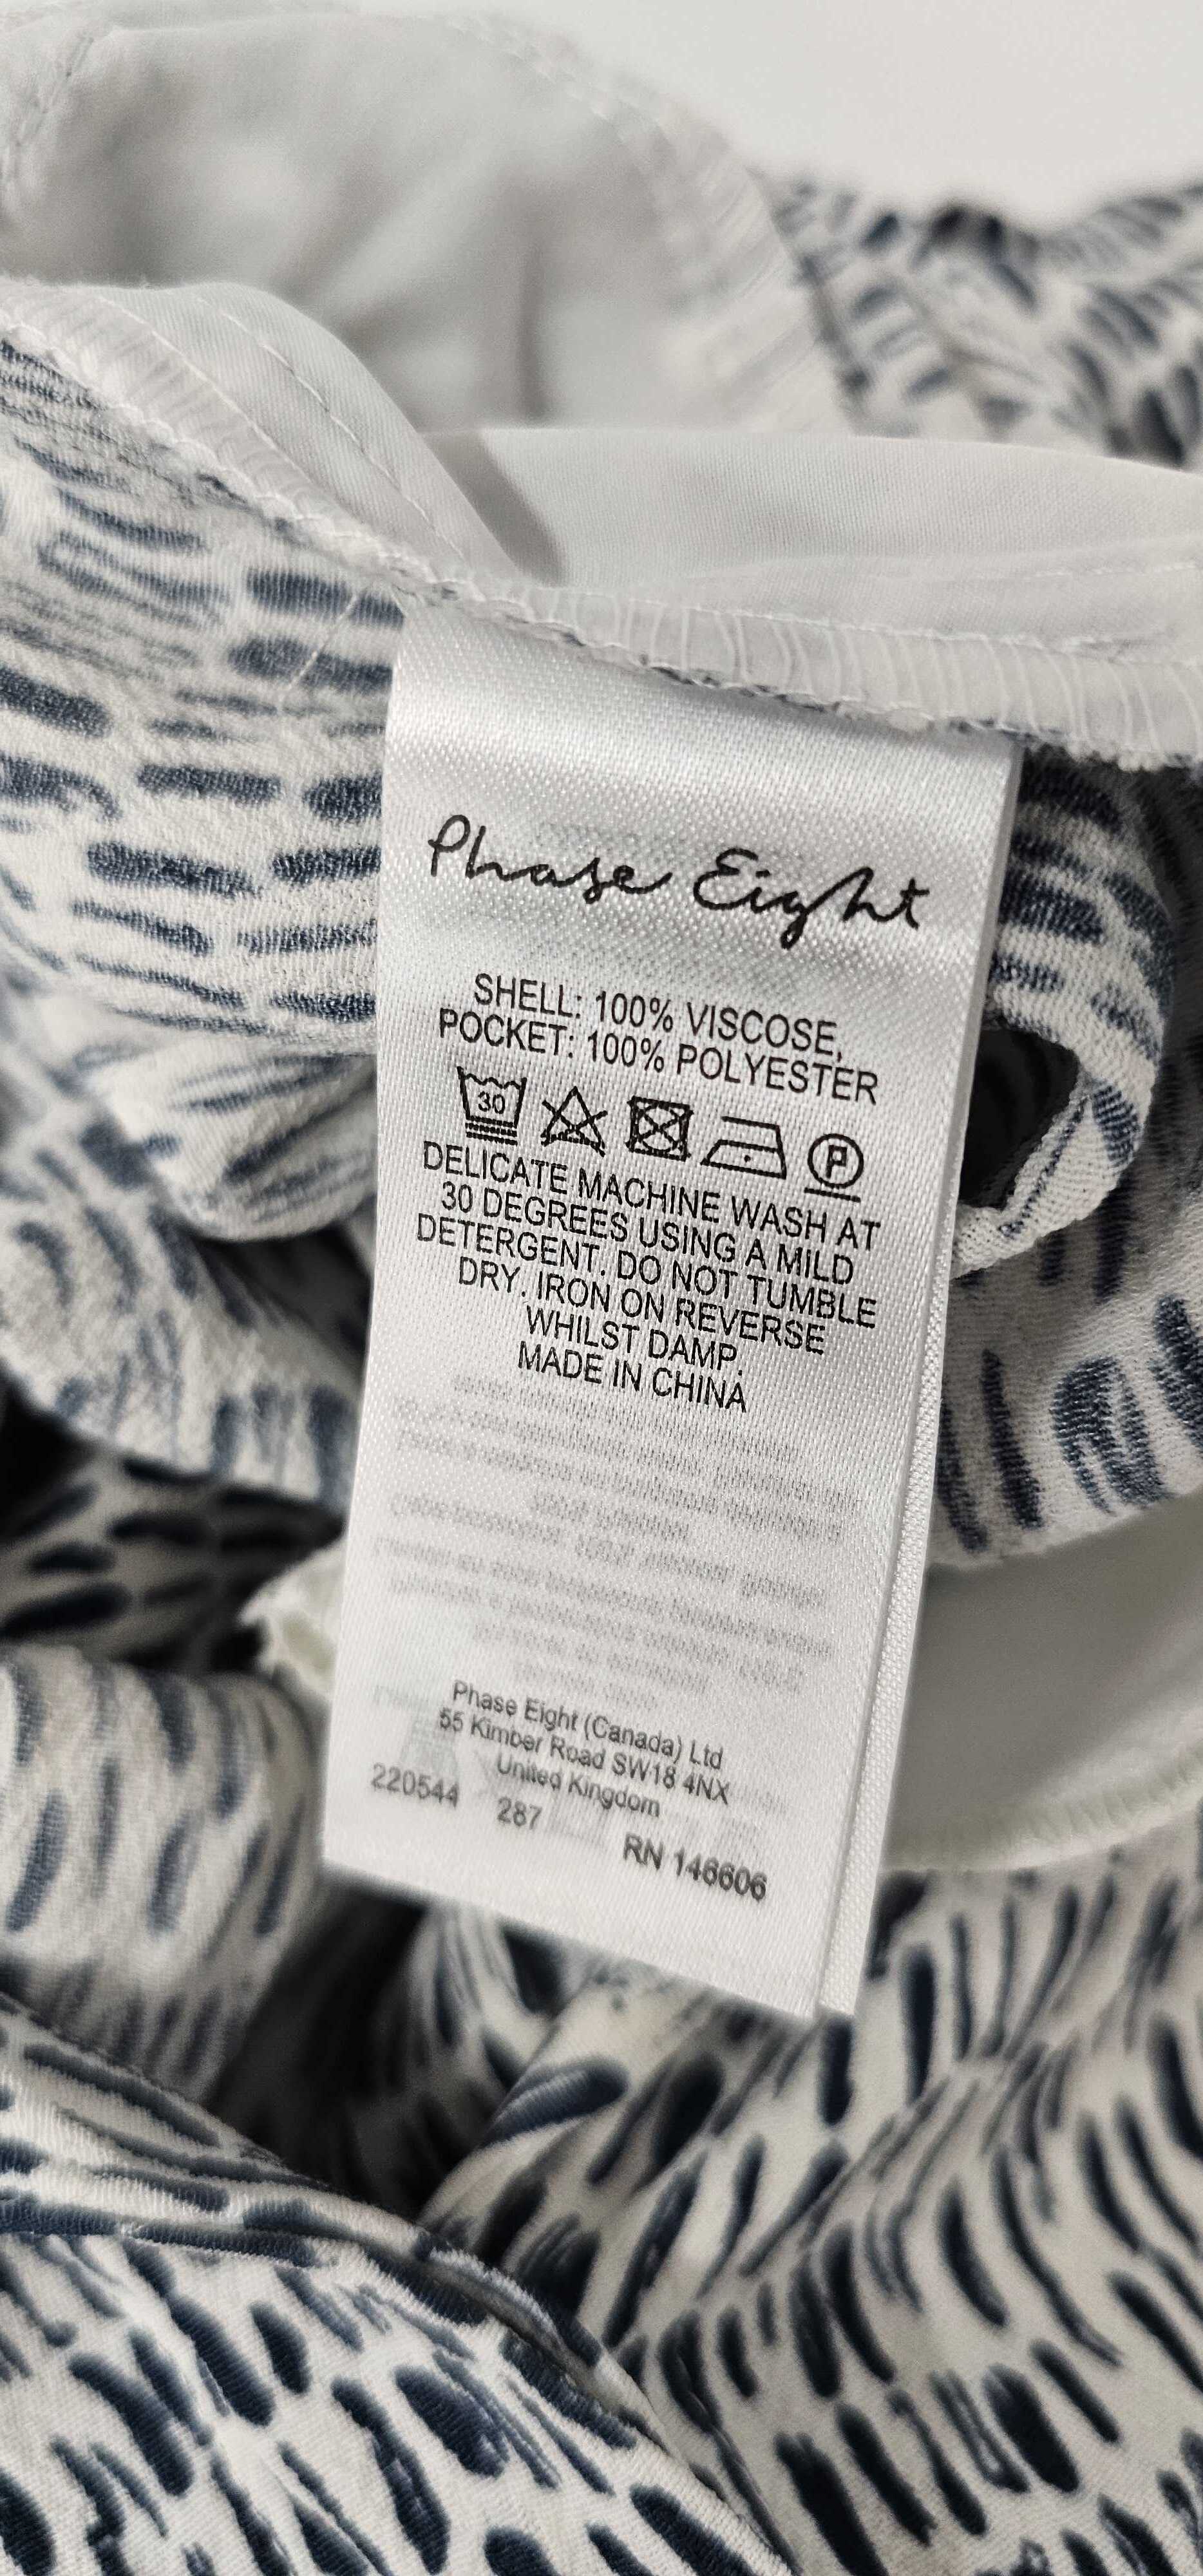 Phase Eight
SHELL: 100% VISCOSE,
POCKET: 100% POLYESTER
30
P
DELICATE MACHINE WASH AT
30 DEGREES USING A MILD
DETERGENT. DO NOT TUMBLE
DRY. IRON ON REVERSE
WHILST DAMP.
MADE IN CHINA
Phase Eight (Canada) Ltd
55 Kimber Road SW18 4NX
United Kingdom
220544 287
RN 146606